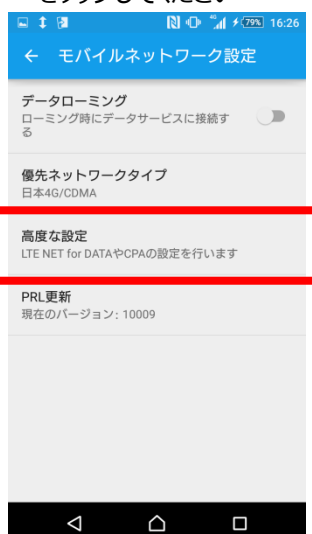 79% 16:26
← モバイルネットワーク設定
データローミング
ローミング時にデータサービスに接続す
る
優先ネットワークタイプ
日本4G/CDMA
高度な設定
LTE NET for DATAやCPAの設定を行います
PRL更新
現在のバージョン: 10009